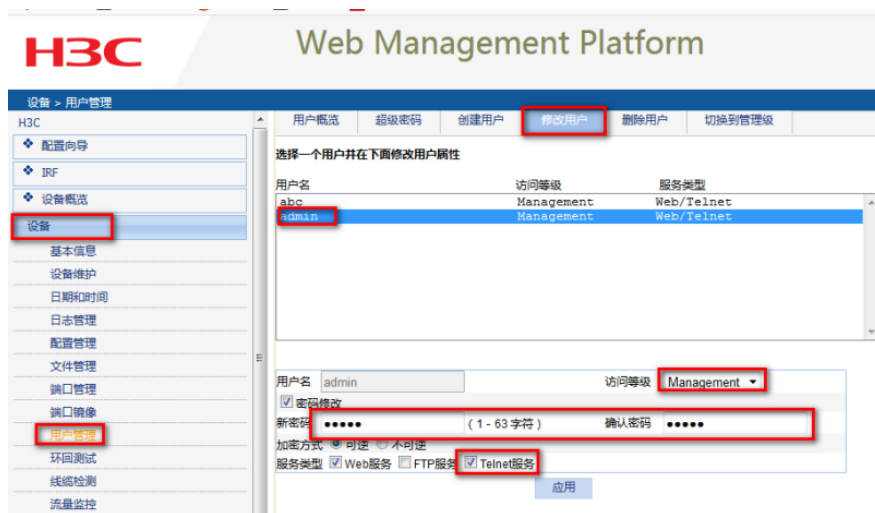 H3C
Web Management Platform
设备 > 用户管理
H3C
配置向导
IRF
设备概览
设备
基本信息
设备维护
日期和时间
日志管理
配置管理
文件管理
端口管理
端口镜像
用户管理
环回测试
线缆检测
流量监控
用户概览 超级密码 创建用户 修改用户 删除用户 切换到管理级
选择一个用户并在下面修改用户属性
用户名 访问等级 服务类型
abc Management Web/Telnet
admin Management Web/Telnet
用户名 admin 访问等级 Management
密码修改
新密码 ••••• (1 - 63 字符) 确认密码 •••••
加密方式 可逆 不可逆
服务类型 Web服务 FTP服务 Telnet服务
应用